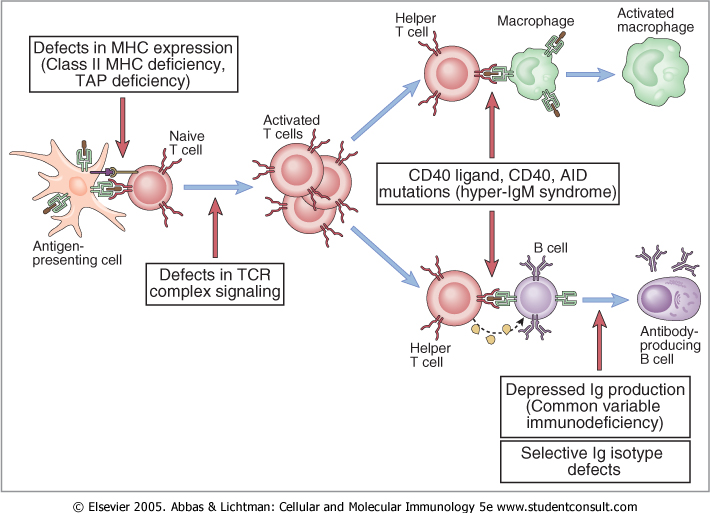 Defects in MHC expression
(Class II MHC deficiency,
TAP deficiency)
Naive
T cell
Antigen-
presenting cell
Defects in TCR
complex signaling
Activated
T cells
Helper
T cell
Macrophage
Activated
macrophage
CD40 ligand, CD40, AID
mutations (hyper-IgM syndrome)
B cell
Helper
T cell
Antibody-
producing
B cell
Depressed Ig production
(Common variable
immunodeficiency)
Selective Ig isotype
defects
© Elsevier 2005. Abbas & Lichtman: Cellular and Molecular Immunology 5e www.studentconsult.com